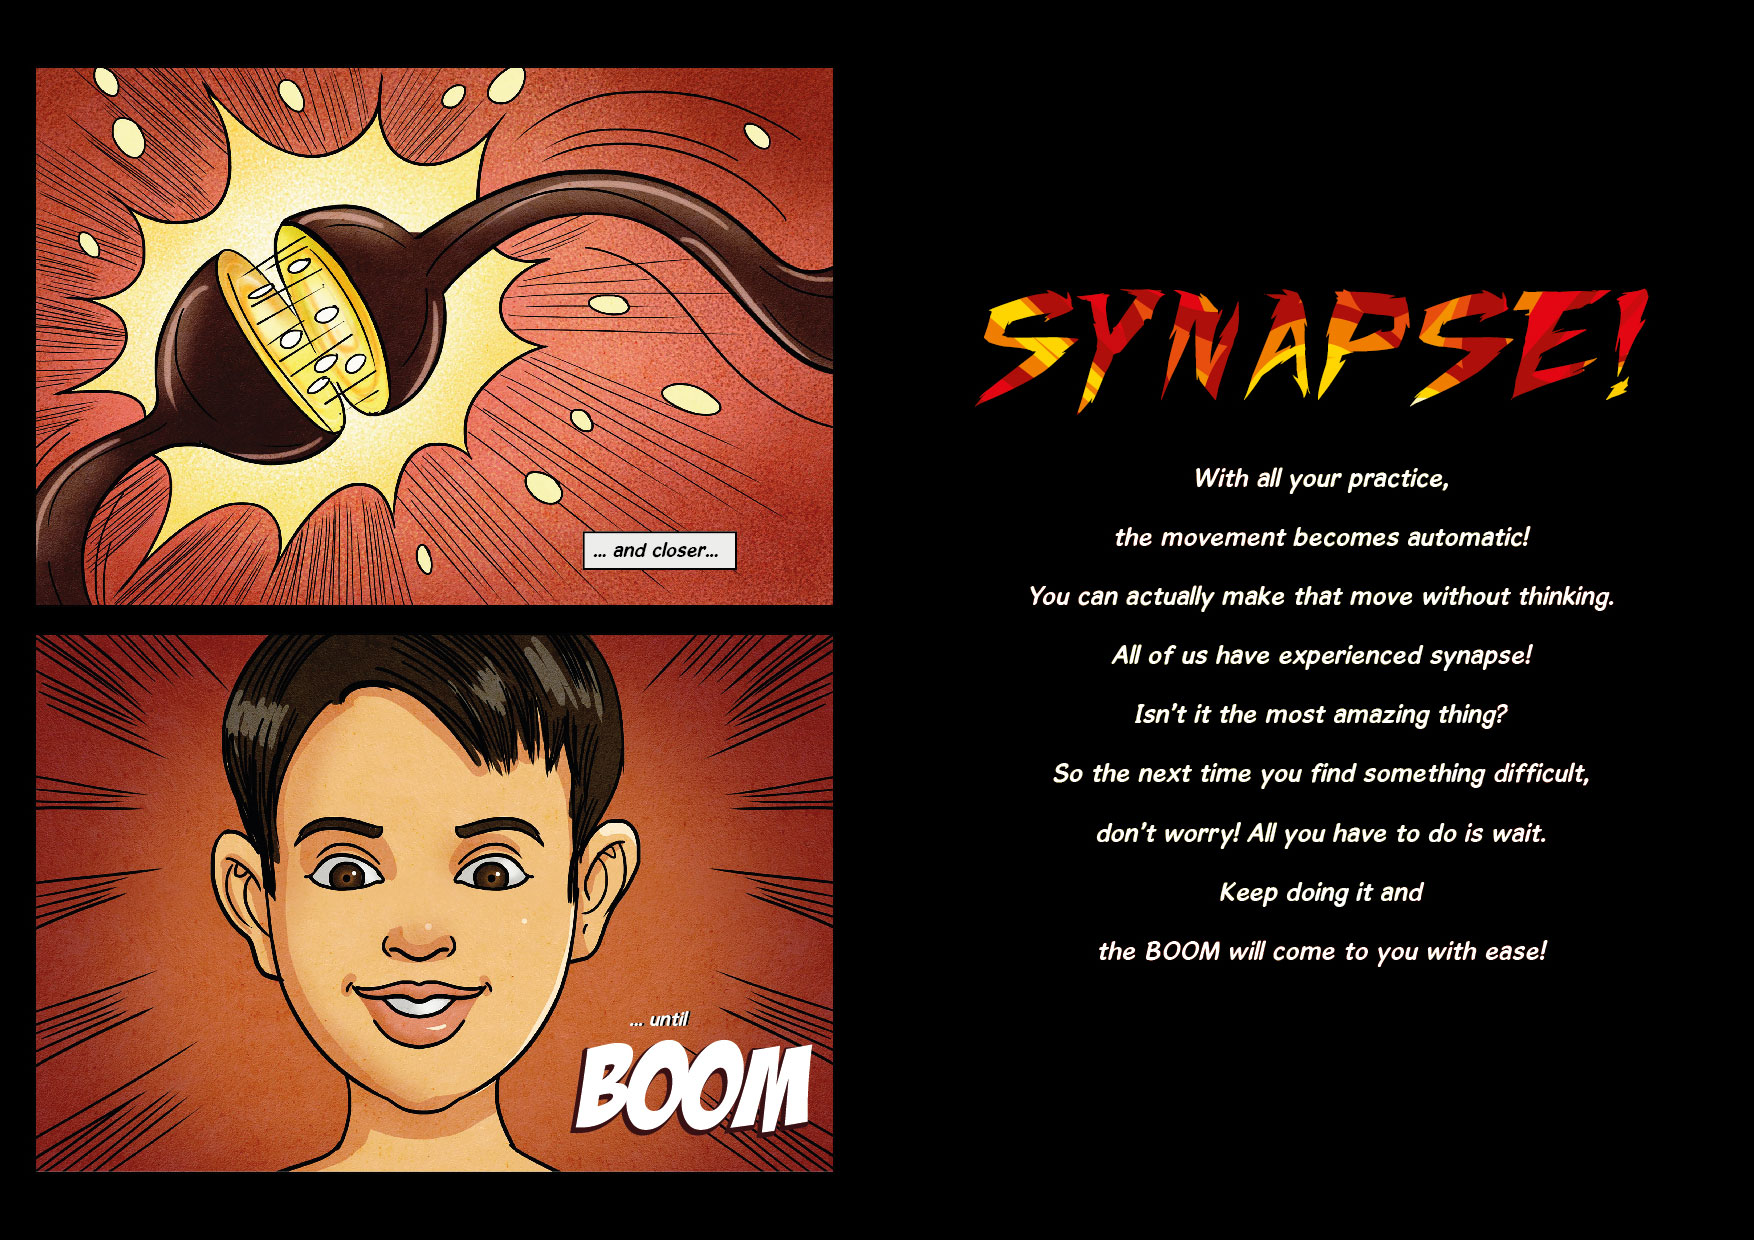 ... and closer...
... until
BOOM
SYNAPSE!
With all your practice,
the movement becomes automatic!
You can actually make that move without thinking.
All of us have experienced synapse!
Isn't it the most amazing thing?
So the next time you find something difficult,
don't worry! All you have to do is wait.
Keep doing it and
the BOOM will come to you with ease!